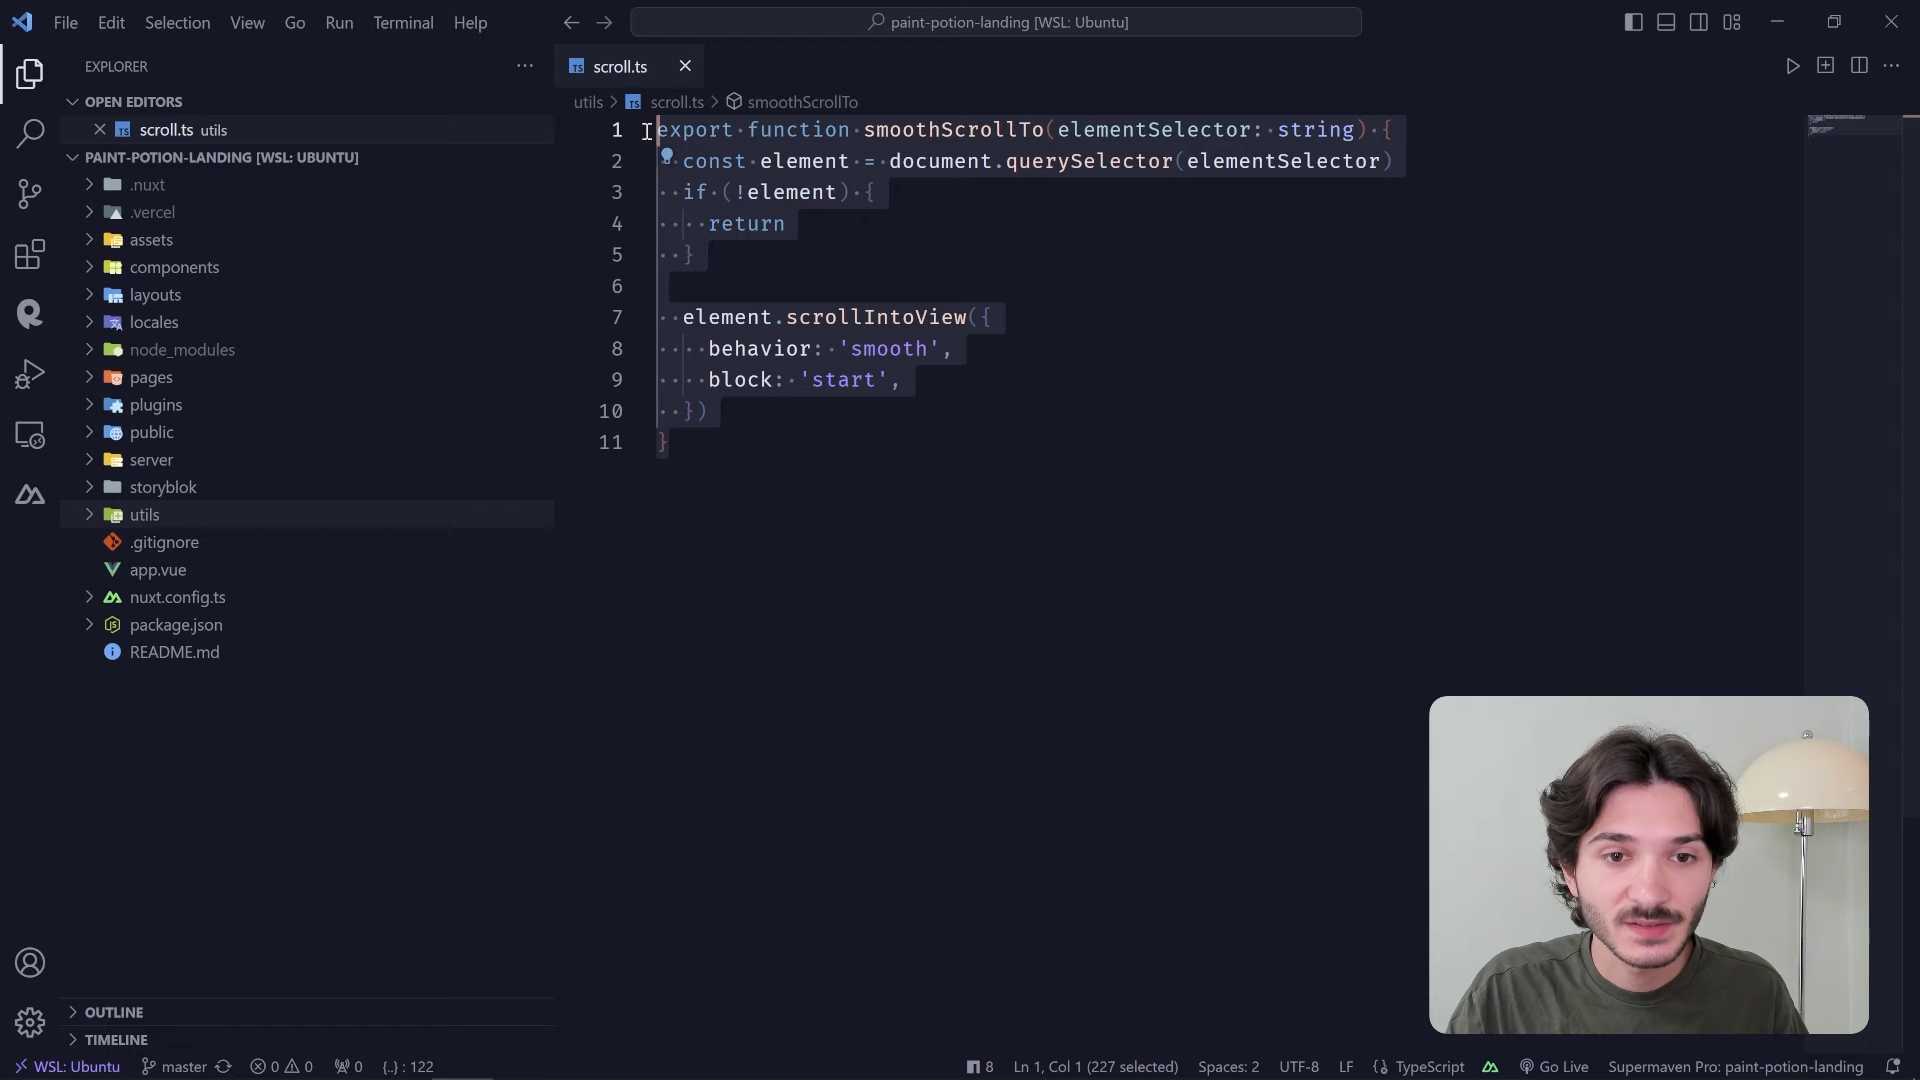 File Edit Selection View Go Run Terminal Help
paint-potion-landing [WSL: Ubuntu]
EXPLORER
OPEN EDITORS
scroll.ts utils
PAINT-POTION-LANDING [WSL: UBUNTU]
.nuxt
.vercel
assets
components
layouts
locales
node_modules
pages
plugins
public
server
storyblok
utils
.gitignore
app.vue
nuxt.config.ts
package.json
README.md
OUTLINE
TIMELINE
scroll.ts
utils > scroll.ts > smoothScrollTo
1 export function smoothScrollTo(elementSelector: string) {
2 const element = document.querySelector(elementSelector)
3 if (!element) {
4 return
5 }
6
7 element.scrollIntoView({
8 behavior: 'smooth',
9 block: 'start',
10 })
11 }
WSL: Ubuntu master 0 0 0 {..} : 122 8 Ln 1, Col 1 (227 selected) Spaces: 2 UTF-8 LF {} TypeScript Go Live Supermaven Pro: paint-potion-landing